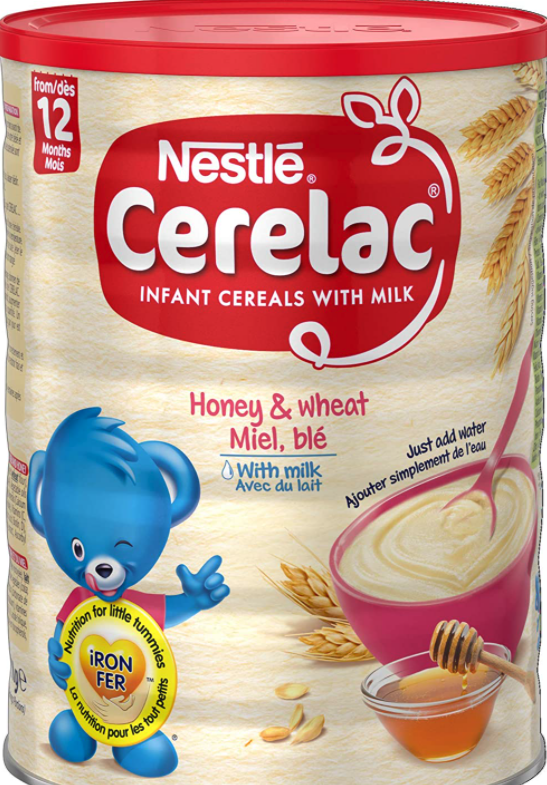 from/dès
12
Months
Mois
Nestlé®
Cerelac®
INFANT CEREALS WITH MILK
Honey & wheat
Miel, blé
With milk
Avec du lait
Just add water
Ajouter simplement de l'eau
Nutrition for little tummies
iRON
FER
™
La nutrition pour les tout petits
®